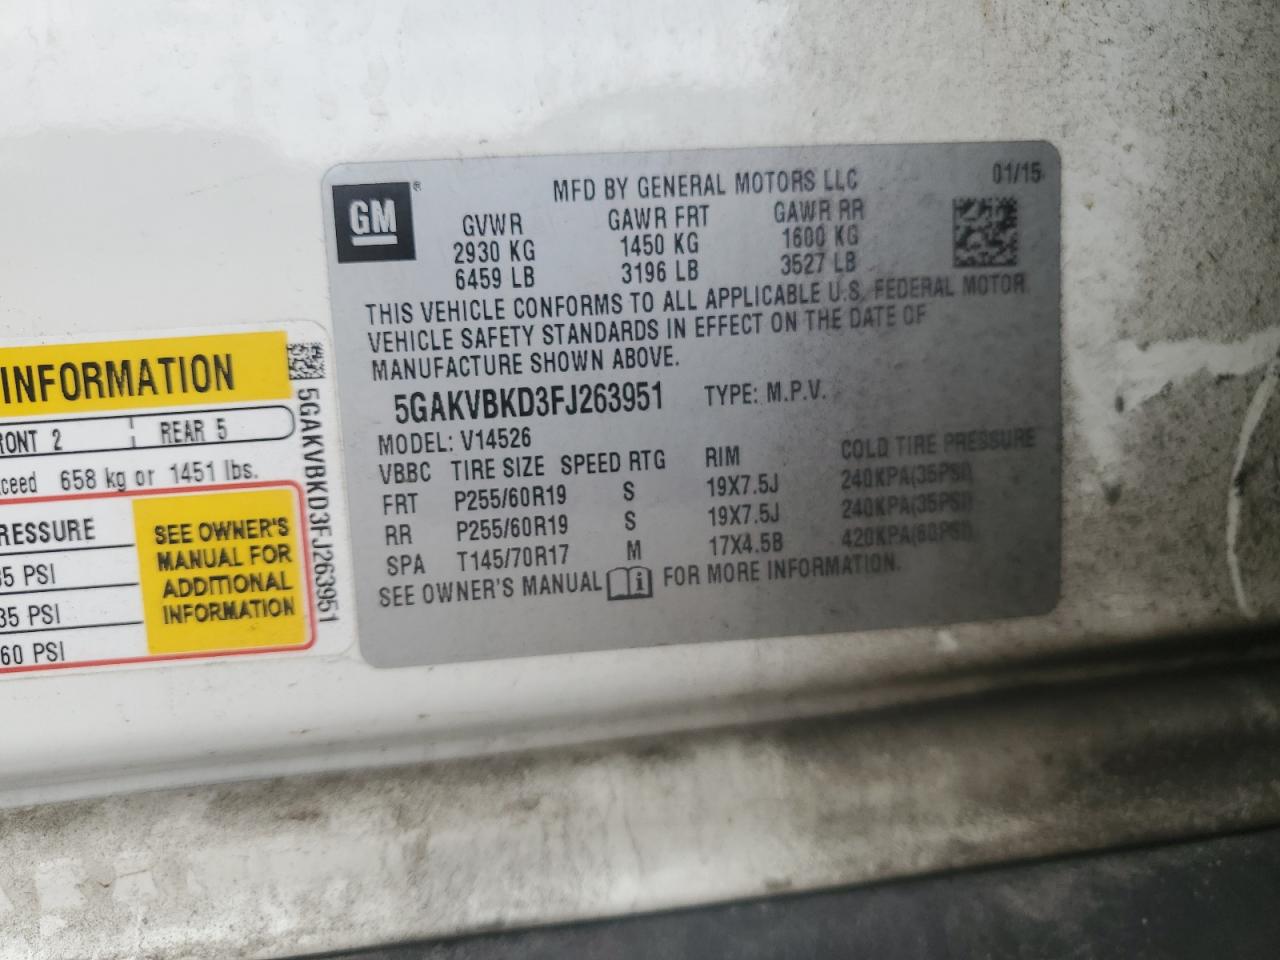 GM®
MFD BY GENERAL MOTORS LLC 01/15
GVWR GAWR FRT GAWR RR
2930 KG 1450 KG 1600 KG
6459 LB 3196 LB 3527 LB
THIS VEHICLE CONFORMS TO ALL APPLICABLE U.S. FEDERAL MOTOR
VEHICLE SAFETY STANDARDS IN EFFECT ON THE DATE OF
MANUFACTURE SHOWN ABOVE.
5GAKVBKD3FJ263951 TYPE: M.P.V.
MODEL: V14526
VBBC TIRE SIZE SPEED RTG RIM COLD TIRE PRESSURE
FRT P255/60R19 S 19X7.5J 240KPA(35PSI)
RR P255/60R19 S 19X7.5J 240KPA(35PSI)
SPA T145/70R17 M 17X4.5B 420KPA(60PSI)
SEE OWNER'S MANUAL FOR MORE INFORMATION.
INFORMATION
RONT 2 REAR 5
ceed 658 kg or 1451 lbs.
RESSURE
35 PSI
35 PSI
60 PSI
SEE OWNER'S
MANUAL FOR
ADDITIONAL
INFORMATION
5GAKVBKD3FJ263951